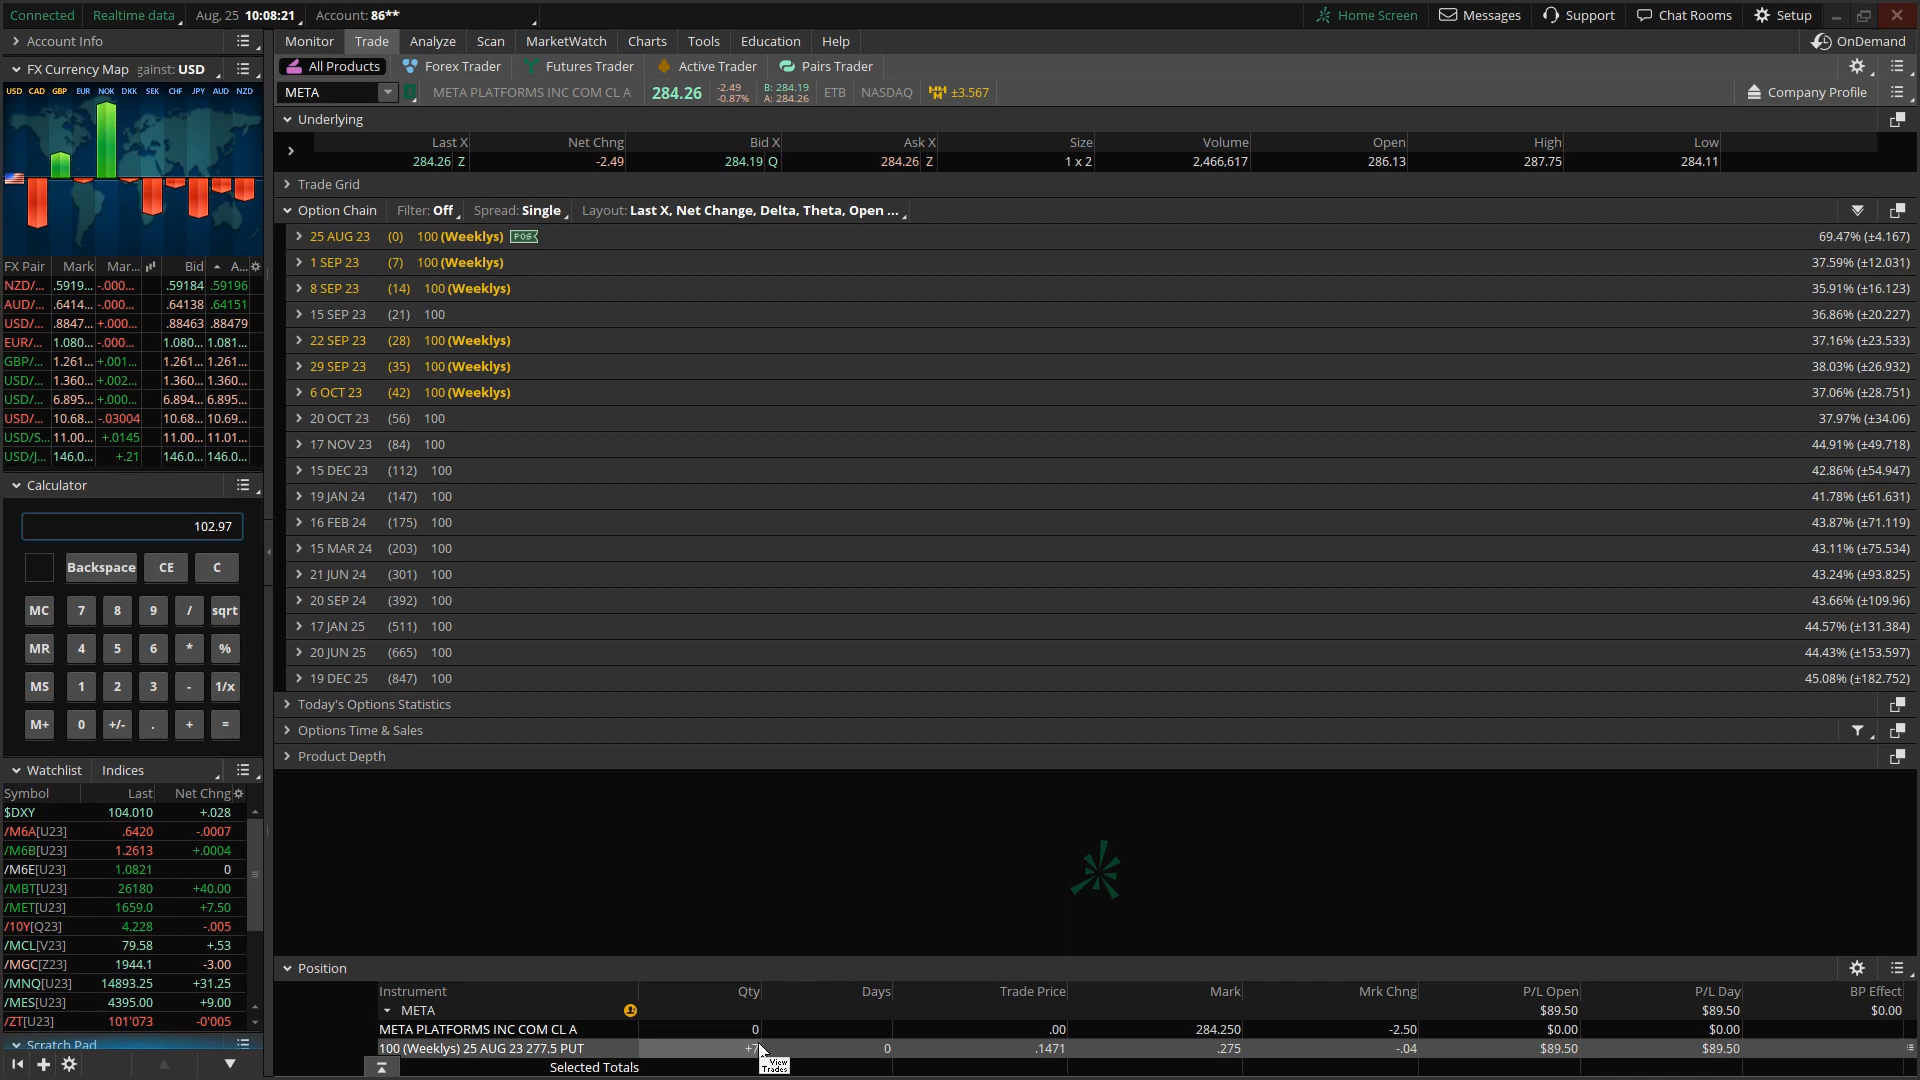 Connected Realtime data Aug, 25 10:08:21 Account: 86** Home Screen Messages Support Chat Rooms Setup
Account Info
FX Currency Map gainst: USD
USD CAD GBP EUR NOK DKK SEK CHF JPY AUD NZD
FX Pair Mark Mar... Bid A...
NZD/... .5919... -.000... .59184 .59196
AUD/... .6414... -.000... .64138 .64151
USD/... .8847... +.000... .88463 .88479
EUR/... 1.080... -.000... 1.080... 1.081...
GBP/... 1.261... +.001... 1.261... 1.261...
USD/... 1.360... +.002... 1.360... 1.360...
USD/... 6.895... +.000... 6.894... 6.895...
USD/... 10.68... -.03004 10.68... 10.69...
USD/S... 11.00... +.0145 11.00... 11.01...
USD/J... 146.0... +.21 146.0... 146.0...
Calculator
102.97
Backspace CE C
MC 7 8 9 / sqrt
MR 4 5 6 * %
MS 1 2 3 - 1/x
M+ 0 +/- . + =
Watchlist Indices
Symbol Last Net Chng
$DXY 104.010 +.028
/M6A[U23] .6420 -.0007
/M6B[U23] 1.2613 +.0004
/M6E[U23] 1.0821 0
/MBT[U23] 26180 +40.00
/MET[U23] 1659.0 +7.50
/10Y[Q23] 4.228 -.005
/MCL[V23] 79.58 +.53
/MGC[Z23] 1944.1 -3.00
/MNQ[U23] 14893.25 +31.25
/MES[U23] 4395.00 +9.00
/ZT[U23] 101'073 -0'005
Scratch Pad
Monitor Trade Analyze Scan MarketWatch Charts Tools Education Help OnDemand
All Products Forex Trader Futures Trader Active Trader Pairs Trader
META META PLATFORMS INC COM CL A 284.26 -2.49 -0.87% B: 284.19 A: 284.26 ETB NASDAQ ±3.567 Company Profile
Underlying
Last X Net Chng Bid X Ask X Size Volume Open High Low
284.26 Z -2.49 284.19 Q 284.26 Z 1 x 2 2,466,617 286.13 287.75 284.11
Trade Grid
Option Chain Filter: Off Spread: Single Layout: Last X, Net Change, Delta, Theta, Open ...
25 AUG 23 (0) 100 (Weeklys) POS 69.47% (±4.167)
1 SEP 23 (7) 100 (Weeklys) 37.59% (±12.031)
8 SEP 23 (14) 100 (Weeklys) 35.91% (±16.123)
15 SEP 23 (21) 100 36.86% (±20.227)
22 SEP 23 (28) 100 (Weeklys) 37.16% (±23.533)
29 SEP 23 (35) 100 (Weeklys) 38.03% (±26.932)
6 OCT 23 (42) 100 (Weeklys) 37.06% (±28.751)
20 OCT 23 (56) 100 37.97% (±34.06)
17 NOV 23 (84) 100 44.91% (±49.718)
15 DEC 23 (112) 100 42.86% (±54.947)
19 JAN 24 (147) 100 41.78% (±61.631)
16 FEB 24 (175) 100 43.87% (±71.119)
15 MAR 24 (203) 100 43.11% (±75.534)
21 JUN 24 (301) 100 43.24% (±93.825)
20 SEP 24 (392) 100 43.66% (±109.96)
17 JAN 25 (511) 100 44.57% (±131.384)
20 JUN 25 (665) 100 44.43% (±153.597)
19 DEC 25 (847) 100 45.08% (±182.752)
Today's Options Statistics
Options Time & Sales
Product Depth
Position
Instrument Qty Days Trade Price Mark Mrk Chng P/L Open P/L Day BP Effect
META $89.50 $89.50 $0.00
META PLATFORMS INC COM CL A 0 .00 284.250 -2.50 $0.00 $0.00
100 (Weeklys) 25 AUG 23 277.5 PUT +7 0 .1471 .275 -.04 $89.50 $89.50
View
Trades
Selected Totals